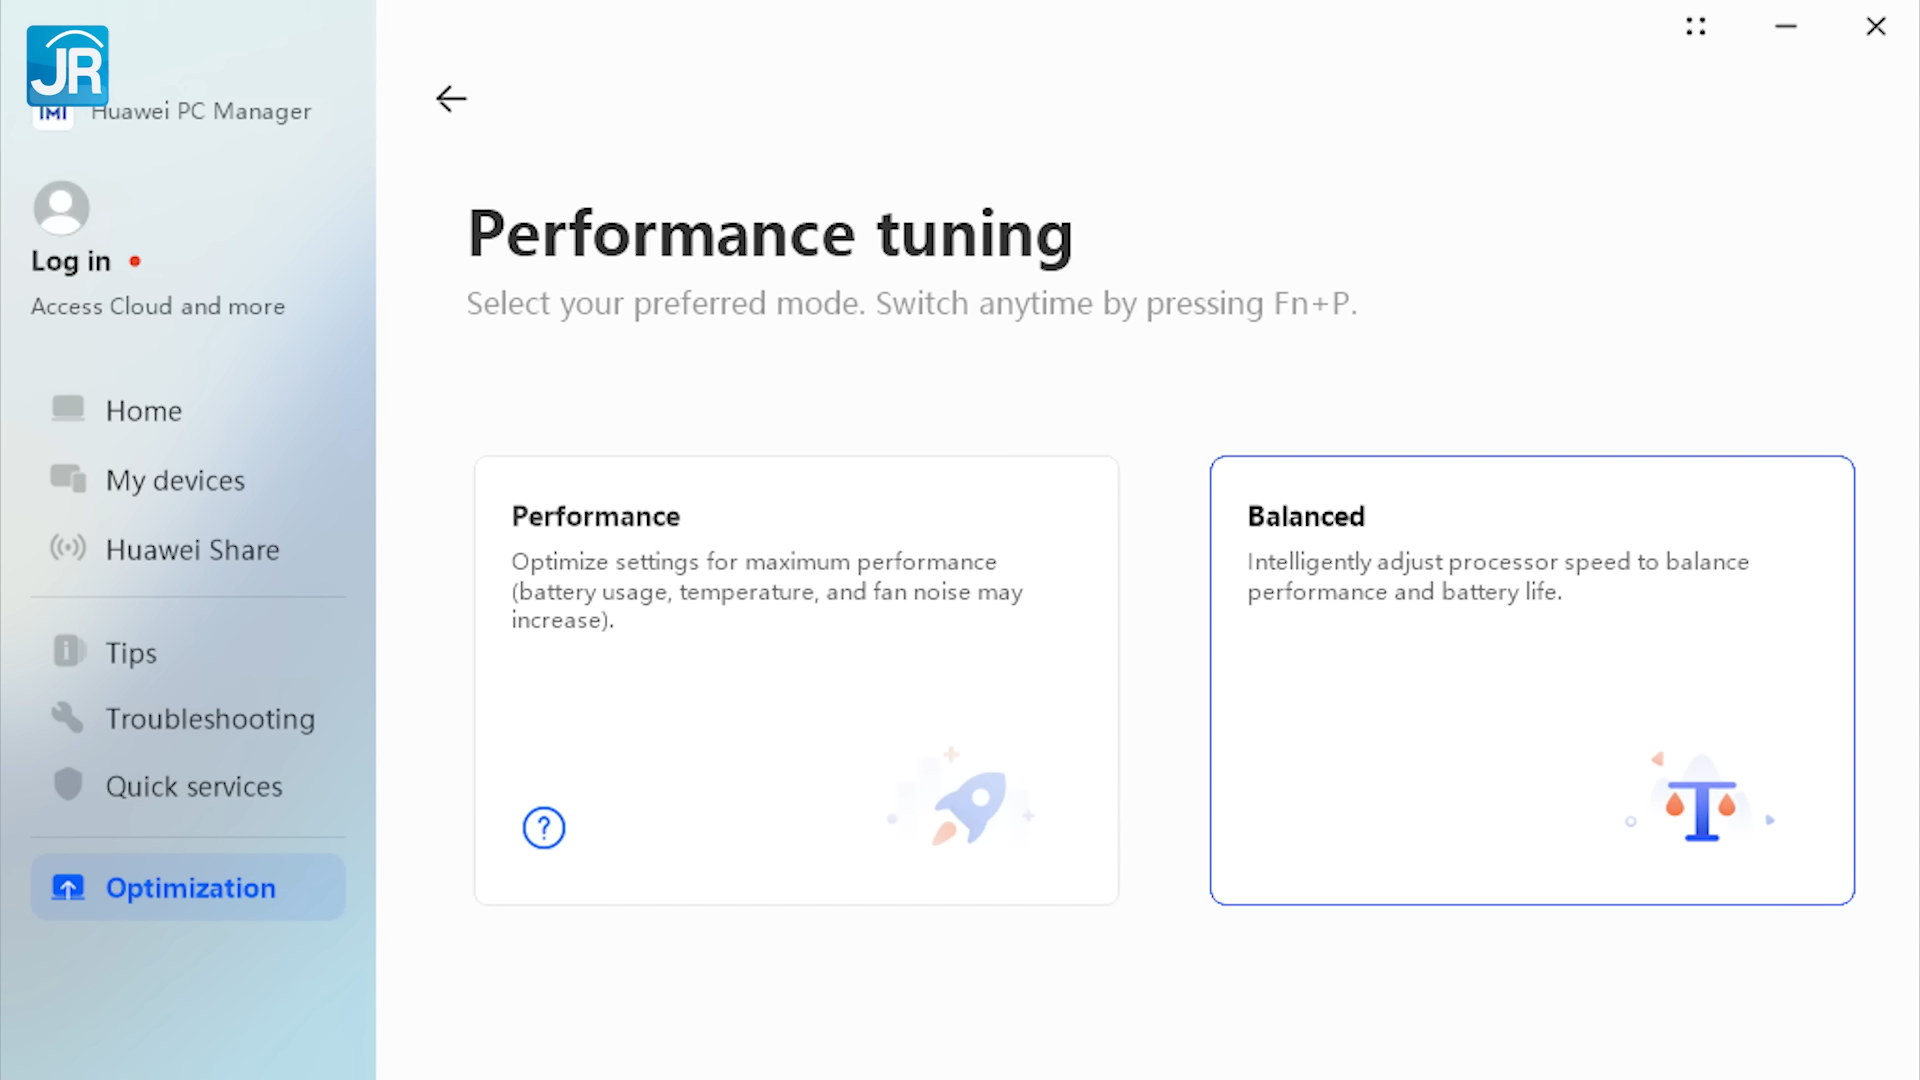 JR
Huawei PC Manager
Log in
Access Cloud and more
Home
My devices
Huawei Share
Tips
Troubleshooting
Quick services
Optimization
Performance tuning
Select your preferred mode. Switch anytime by pressing Fn+P.
Performance
Optimize settings for maximum performance
(battery usage, temperature, and fan noise may
increase).
?
Balanced
Intelligently adjust processor speed to balance
performance and battery life.